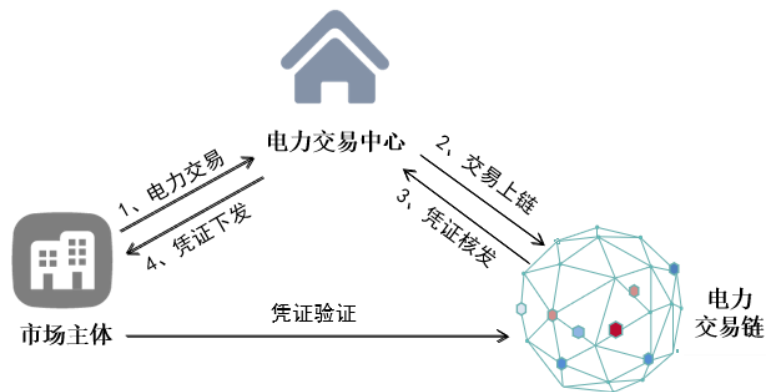 电力交易中心
1、电力交易
2、交易上链
3、凭证核发
4、凭证下发
市场主体
凭证验证
电力
交易链